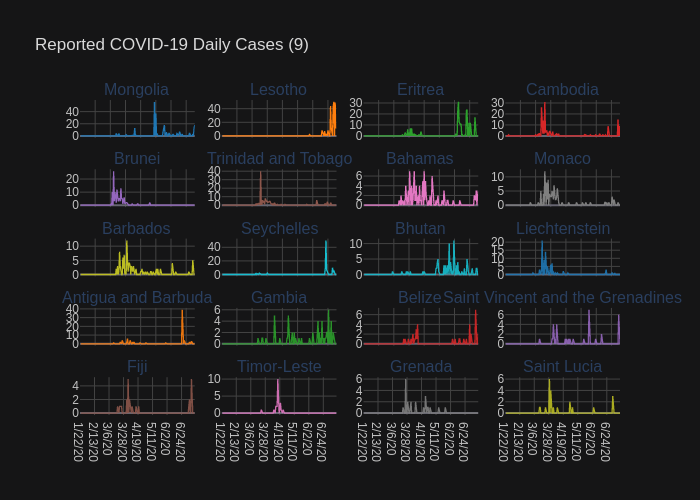 Reported COVID-19 Daily Cases (9)
Mongolia Lesotho Eritrea Cambodia
40 20 0 40 20 0 30 20 10 0 30 20 10 0
Brunei Trinidad and Tobago Bahamas Monaco
20 10 0 40 30 20 10 0 6 4 2 0 10 5 0
Barbados Seychelles Bhutan Liechtenstein
10 5 0 40 20 0 10 5 0 20 15 10 5 0
Antigua and Barbuda Gambia Belize Saint Vincent and the Grenadines
40 30 20 10 0 6 4 2 0 6 4 2 0 6 4 2 0
Fiji Timor-Leste Grenada Saint Lucia
4 2 0 10 5 0 6 4 2 0 6 4 2 0
1/22/20 2/13/20 3/6/20 3/28/20 4/19/20 5/11/20 6/2/20 6/24/20 1/22/20 2/13/20 3/6/20 3/28/20 4/19/20 5/11/20 6/2/20 6/24/20 1/22/20 2/13/20 3/6/20 3/28/20 4/19/20 5/11/20 6/2/20 6/24/20 1/22/20 2/13/20 3/6/20 3/28/20 4/19/20 5/11/20 6/2/20 6/24/20